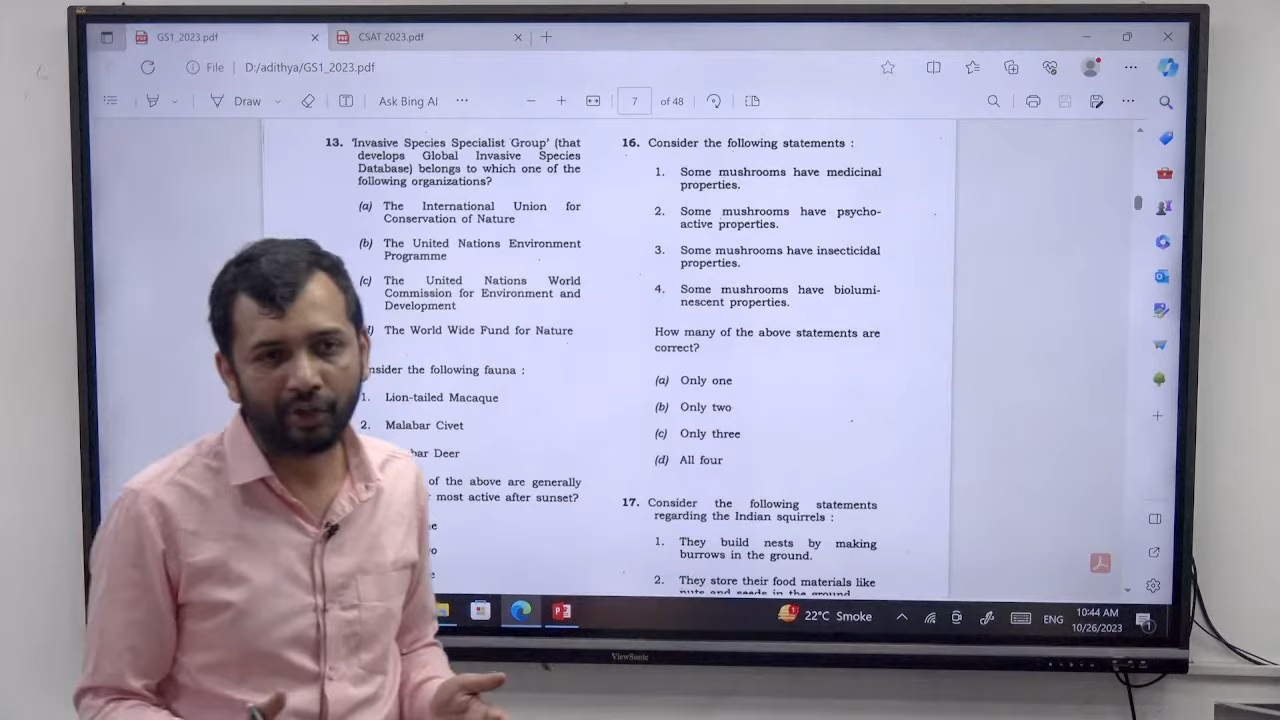 GS1_2023.pdf
CSAT 2023.pdf
File
D:/adithya/GS1_2023.pdf
Draw
Ask Bing AI
7
of 48
13. 'Invasive Species Specialist Group' (that
develops Global Invasive Species
Database) belongs to which one of the
following organizations?
(a) The International Union for
Conservation of Nature
(b) The United Nations Environment
Programme
(c) The United Nations World
Commission for Environment and
Development
The World Wide Fund for Nature
the following fauna :
1. Lion-tailed Macaque
2. Malabar Civet
Deer
of the above are generally
most active after sunset?
16. Consider the following statements :
1. Some mushrooms have medicinal
properties.
2. Some mushrooms have psycho-
active properties.
3. Some mushrooms have insecticidal
properties.
4. Some mushrooms have biolumi-
nescent properties.
How many of the above statements are
correct?
(a) Only one
(b) Only two
(c) Only three
(d) All four
17. Consider the following statements
regarding the Indian squirrels :
1. They build nests by making
burrows in the ground.
2. They store their food materials like
nuts and seeds in the ground
22°C Smoke
ENG
10:44 AM
10/26/2023
ViewSonic